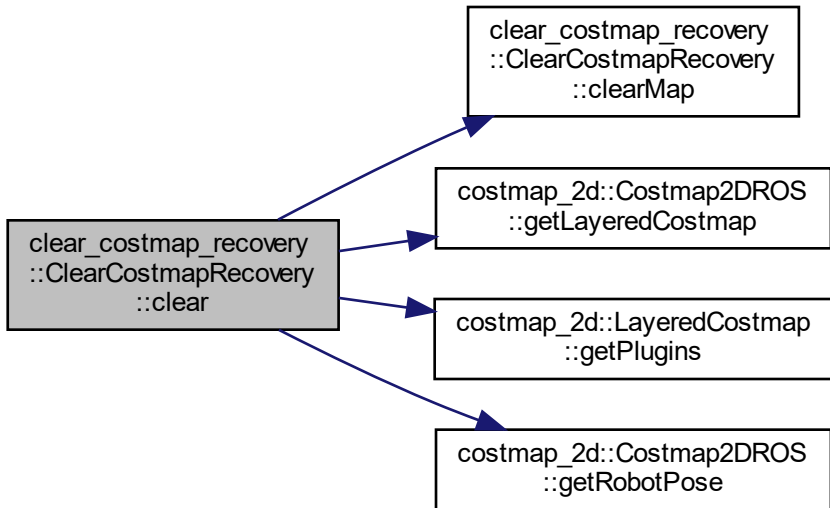 clear_costmap_recovery
::ClearCostmapRecovery
::clear
clear_costmap_recovery
::ClearCostmapRecovery
::clearMap
costmap_2d::Costmap2DROS
::getLayeredCostmap
costmap_2d::LayeredCostmap
::getPlugins
costmap_2d::Costmap2DROS
::getRobotPose